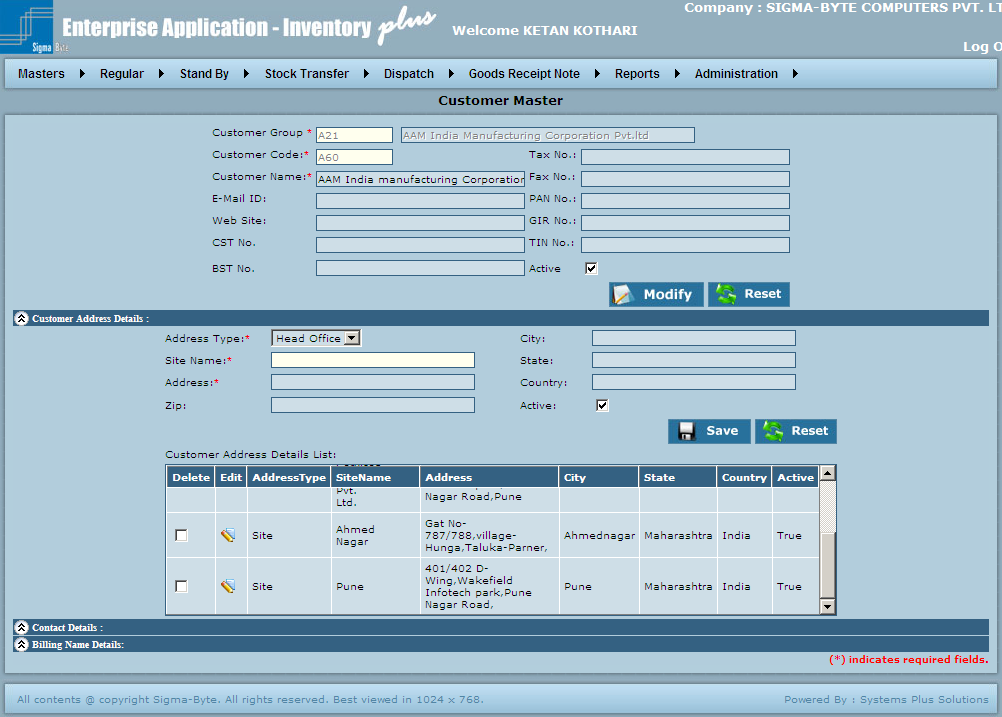 Company : SIGMA-BYTE COMPUTERS PVT. LT
Enterprise Application - Inventory plus
Welcome KETAN KOTHARI
Sigma Byte
Log O
Masters Regular Stand By Stock Transfer Dispatch Goods Receipt Note Reports Administration
Customer Master
Customer Group * A21 AAM India Manufacturing Corporation Pvt.ltd
Customer Code:* A60 Tax No.:
Customer Name:* AAM India manufacturing Corporation Fax No.:
E-Mail ID: PAN No.:
Web Site: GIR No.:
CST No. TIN No.:
BST No. Active
Modify Reset
Customer Address Details :
Address Type:* Head Office City:
Site Name:* State:
Address:* Country:
Zip: Active:
Save Reset
Customer Address Details List:
Delete Edit AddressType SiteName Address City State Country Active
Pvt.
Ltd.
Nagar Road,Pune
Site
Ahmed
Nagar
Gat No-
787/788,village-
Hunga,Taluka-Parner,
Ahmednagar Maharashtra India True
Site Pune
401/402 D-
Wing,Wakefield
Infotech park,Pune
Nagar Road,
Pune Maharashtra India True
Contact Details :
Billing Name Details:
(*) indicates required fields.
All contents @ copyright Sigma-Byte. All rights reserved. Best viewed in 1024 x 768. Powered By : Systems Plus Solutions